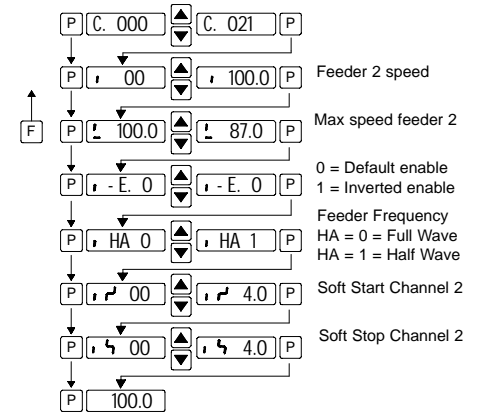 P C. 000 C. 021 P
P 00 100.0 P Feeder 2 speed
F P 100.0 87.0 P Max speed feeder 2
P - E. 0 - E. 0 P 0 = Default enable
1 = Inverted enable
P HA 0 HA 1 P Feeder Frequency
HA = 0 = Full Wave
HA = 1 = Half Wave
P 00 4.0 P Soft Start Channel 2
P 00 4.0 P Soft Stop Channel 2
P 100.0